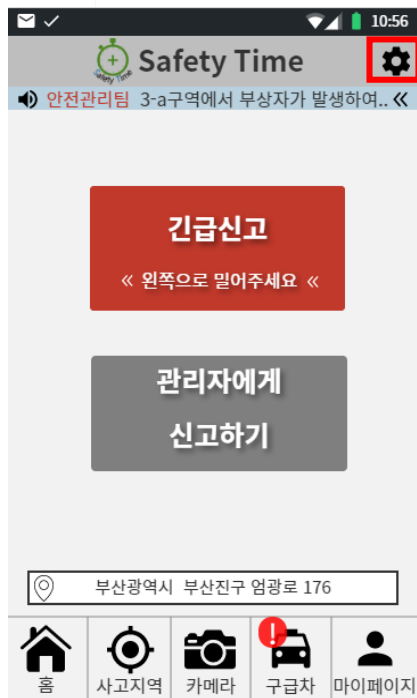 10:56
Safety Time
안전관리팀 3-a구역에서 부상자가 발생하여.. «
긴급신고
« 왼쪽으로 밀어주세요 «
관리자에게
신고하기
부산광역시 부산진구 엄광로 176
홈 사고지역 카메라 구급차 마이페이지